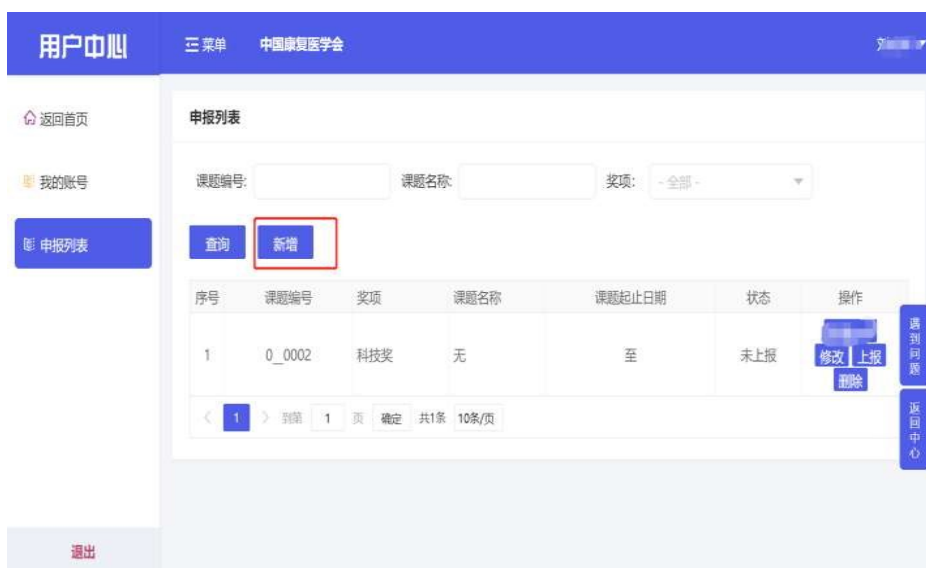 用户中心
三菜单 中国康复医学会
返回首页
我的账号
申报列表
申报列表
课题编号: 课题名称: 奖项: - 全部 -
查询 新增
序号 课题编号 奖项 课题名称 课题起止日期 状态 操作
1 0_0002 科技奖 无 至 未上报 修改 上报
删除
< 1 > 到第 1 页 确定 共1条 10条/页
遇到问题
返回中心
退出